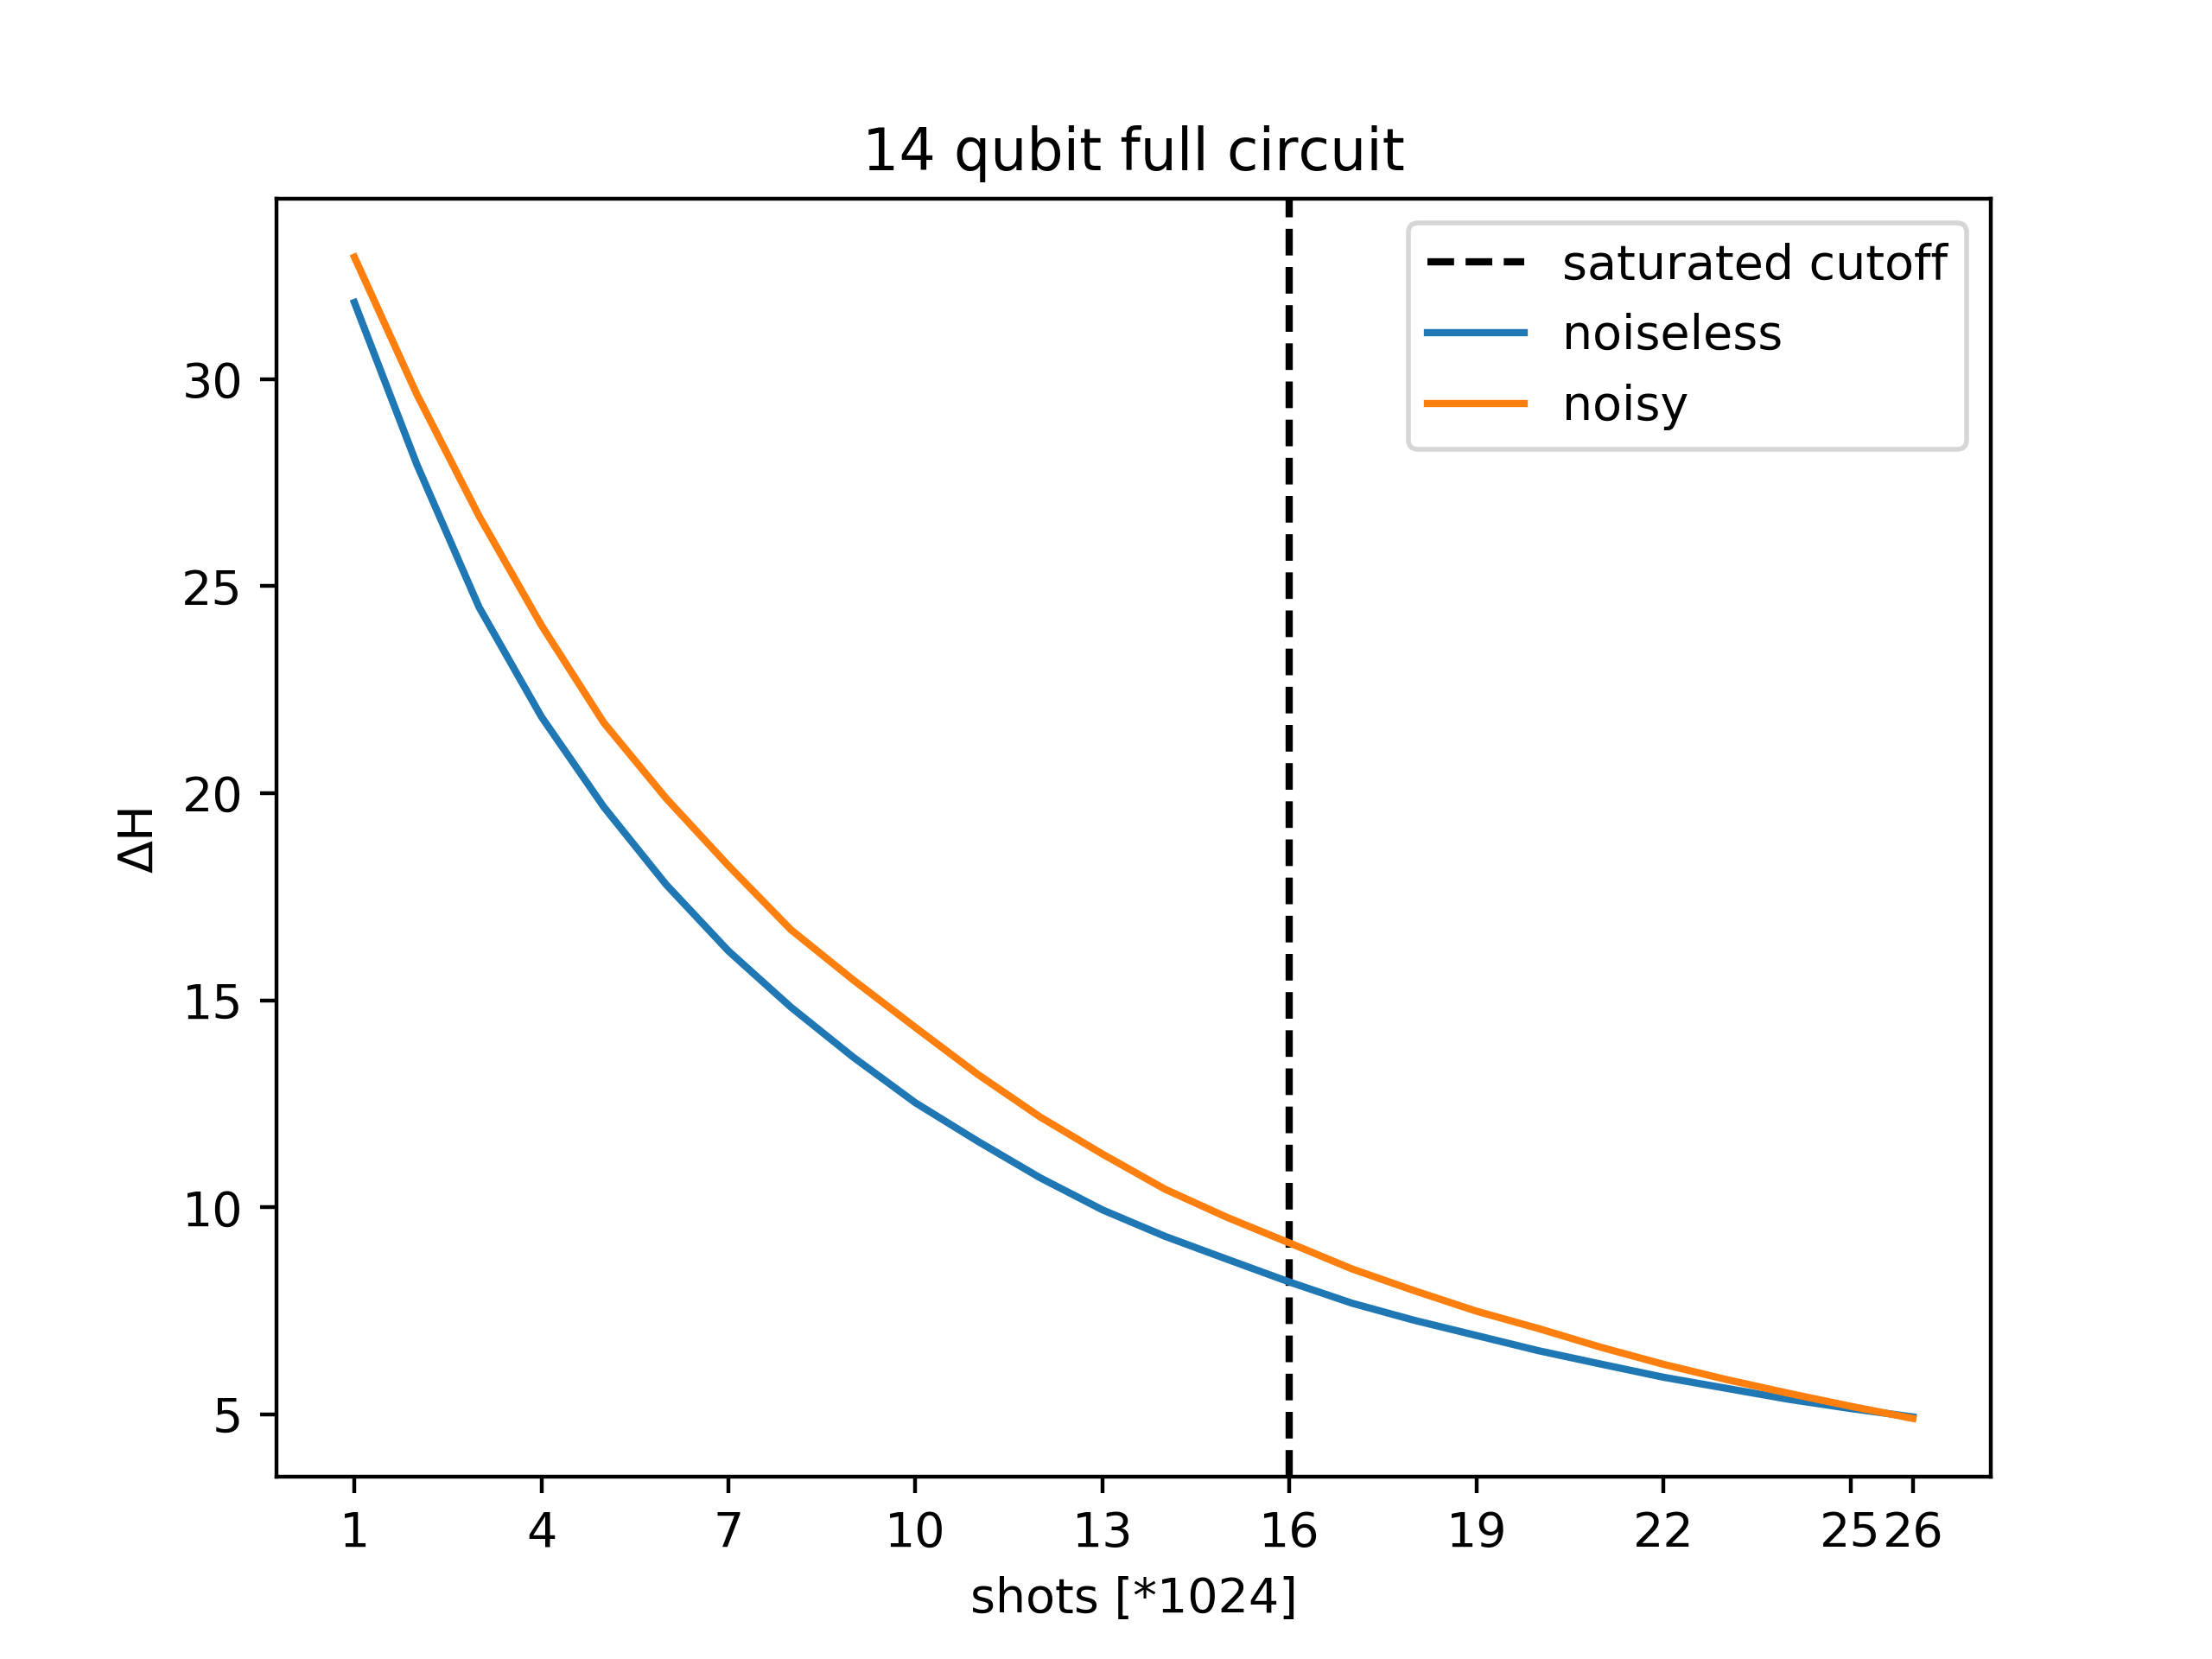 14 qubit full circuit
saturated cutoff
noiseless
noisy
30
25
20
15
10
5
ΔH
1 4 7 10 13 16 19 22 25 26
shots [*1024]